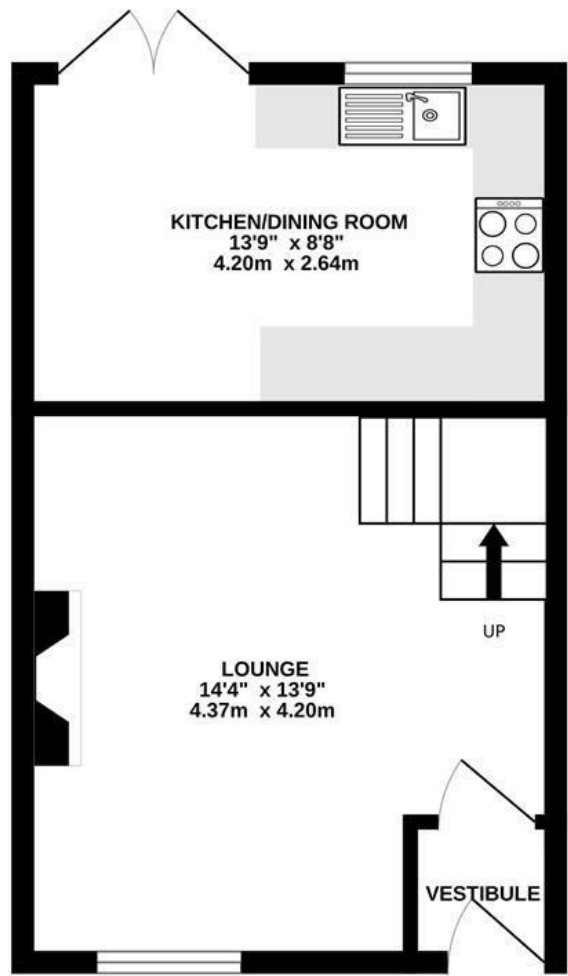 KITCHEN/DINING ROOM
13'9" x 8'8"
4.20m x 2.64m
UP
LOUNGE
14'4" x 13'9"
4.37m x 4.20m
VESTIBULE